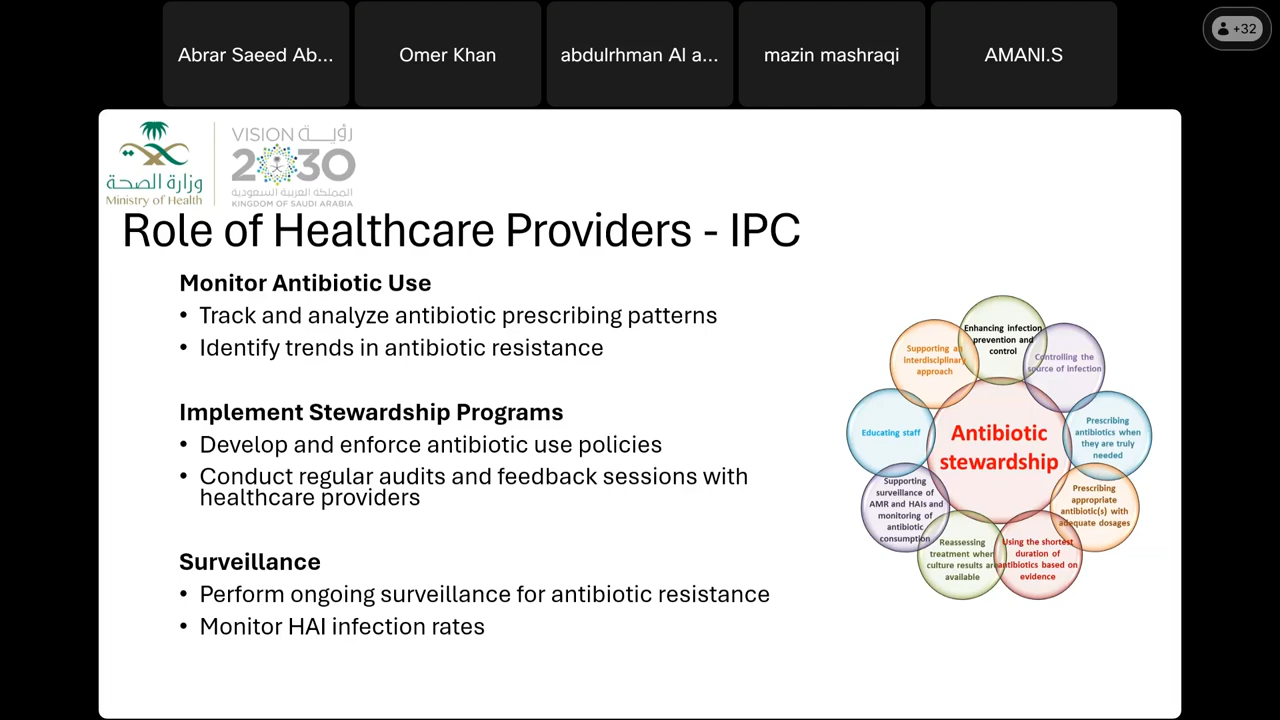 Abrar Saeed Ab...
Omer Khan
abdulrhman Al a...
mazin mashraqi
AMANI.S
+32
وزارة الصحة
Ministry of Health
VISION رؤيــــة
2030
المملكة العربية السعودية
KINGDOM OF SAUDI ARABIA
Role of Healthcare Providers - IPC
Monitor Antibiotic Use
• Track and analyze antibiotic prescribing patterns
• Identify trends in antibiotic resistance
Implement Stewardship Programs
• Develop and enforce antibiotic use policies
• Conduct regular audits and feedback sessions with
healthcare providers
Surveillance
• Perform ongoing surveillance for antibiotic resistance
• Monitor HAI infection rates
Antibiotic
stewardship
Enhancing infection
prevention and
control
Controlling the
source of infection
Prescribing
antibiotics when
they are truly
needed
Prescribing
appropriate
antibiotic(s) with
adequate dosages
Using the shortest
duration of
antibiotics based on
evidence
Reassessing
treatment when
culture results are
available
Supporting
surveillance of
AMR and HAIs and
monitoring of
antibiotic
consumption
Educating staff
Supporting an
interdisciplinary
approach